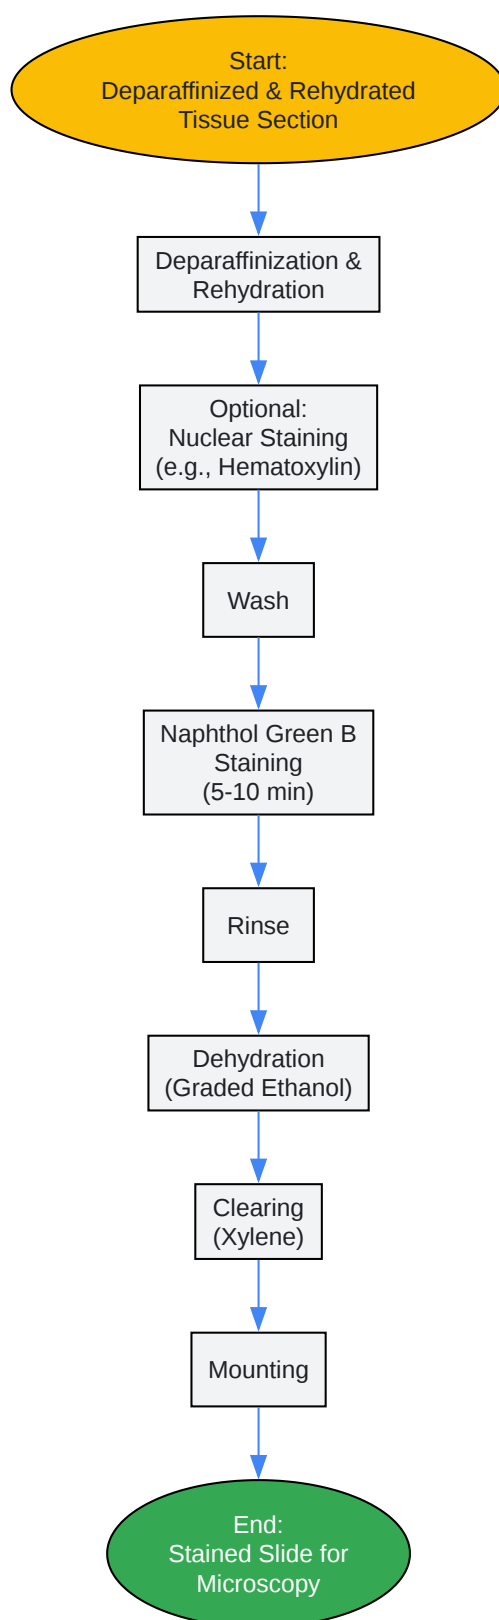 Start:
Deparaffinized & Rehydrated
Tissue Section
Deparaffinization &
Rehydration
Optional:
Nuclear Staining
(e.g., Hematoxylin)
Wash
Naphthol Green B
Staining
(5-10 min)
Rinse
Dehydration
(Graded Ethanol)
Clearing
(Xylene)
Mounting
End:
Stained Slide for
Microscopy